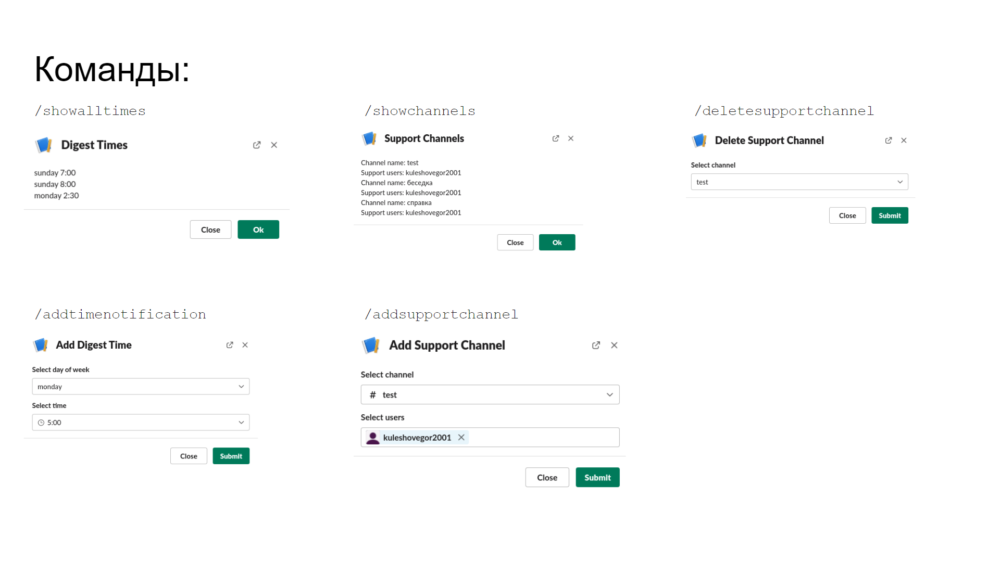 Команды:
/showalltimes
Digest Times
sunday 7:00
sunday 8:00
monday 2:30
Close
Ok
/showchannels
Support Channels
Channel name: test
Support users: kuleshovegor2001
Channel name: беседка
Support users: kuleshovegor2001
Channel name: справка
Support users: kuleshovegor2001
Close
Ok
/deletesupportchannel
Delete Support Channel
Select channel
test
Close
Submit
/addtimenotification
Add Digest Time
Select day of week
monday
Select time
5:00
Close
Submit
/addsupportchannel
Add Support Channel
Select channel
# test
Select users
kuleshovegor2001
Close
Submit